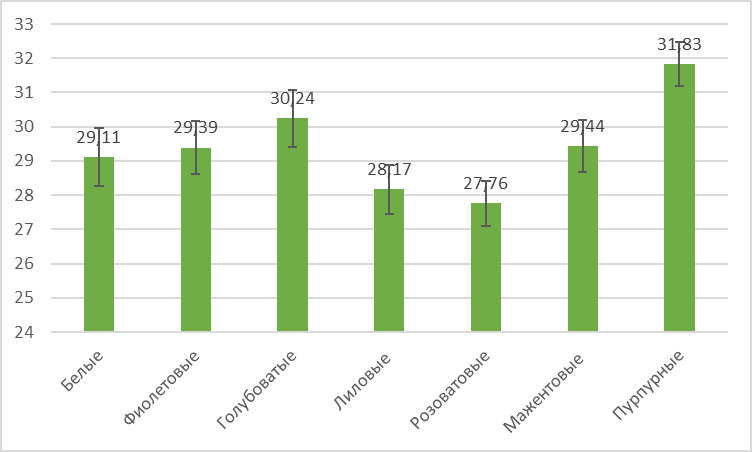 33
32
31
30
29
28
27
26
25
24
29,11
29,39
30,24
28,17
27,76
29,44
31,83
Белые
Фиолетовые
Голубоватые
Лиловые
Розоватовые
Мажентовые
Пурпурные